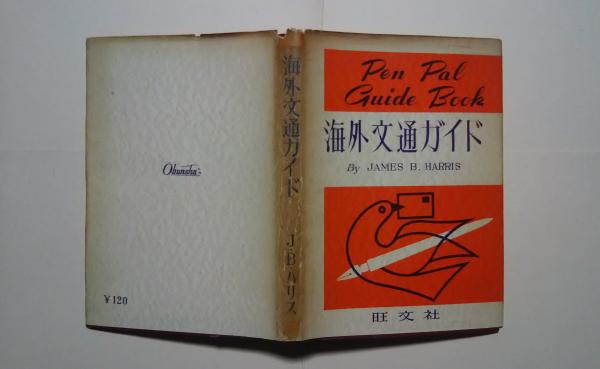 Pen Pal
Guide Book
海外文通ガイド
By JAMES B. HARRIS
旺文社
海外文通ガイド
J・B・ハリス
Obunsha
¥120